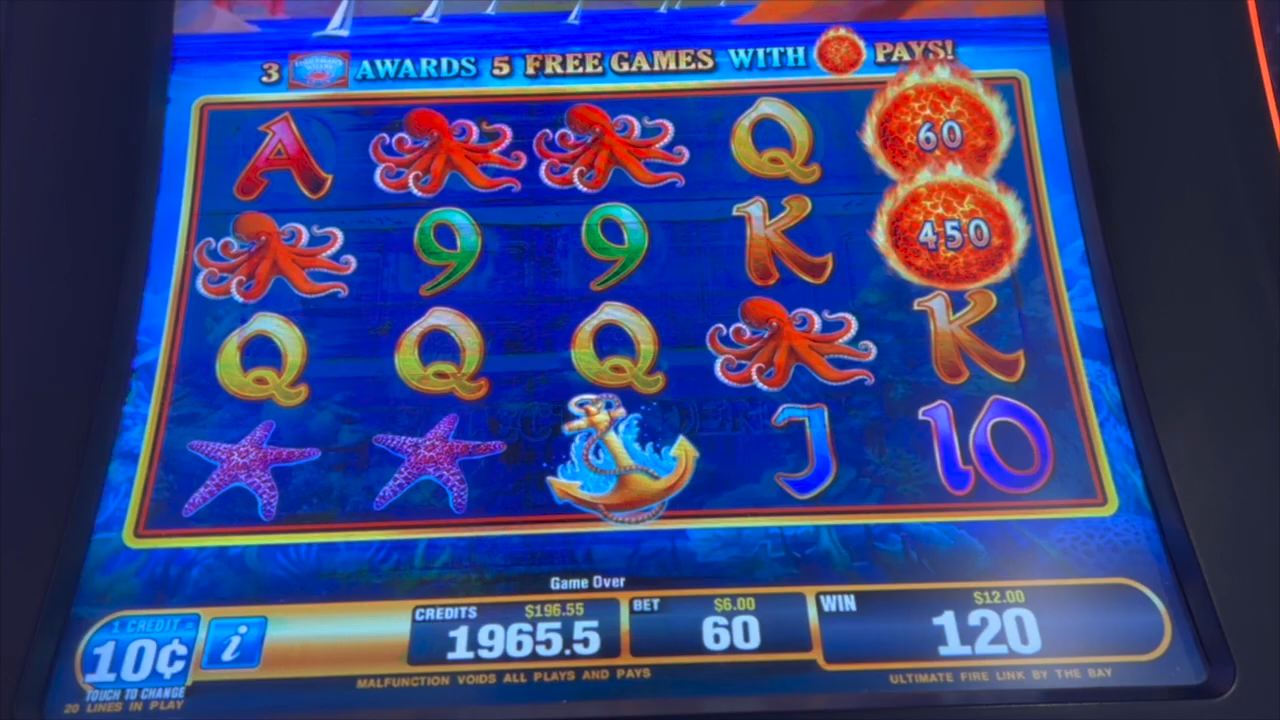 3 AWARDS 5 FREE GAMES WITH PAYS!
A Q 60
9 9 K 450
Q Q Q K
J 10
Game Over
1 CREDIT = 10¢ TOUCH TO CHANGE
i
CREDITS $196.55 1965.5
BET $6.00 60
WIN $12.00 120
20 LINES IN PLAY
MALFUNCTION VOIDS ALL PLAYS AND PAYS
ULTIMATE FIRE LINK BY THE BAY